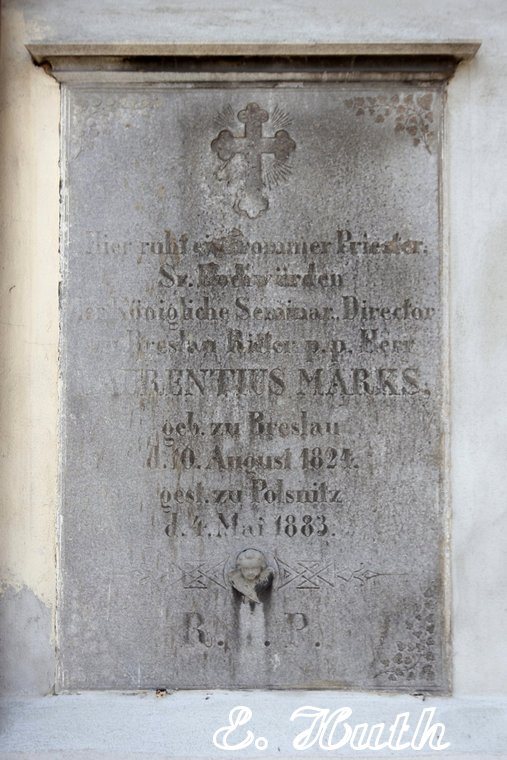 Hier ruht ein frommer Priester.
Sr. Hochwürden
der Königliche Seminar. Director
zu Breslau Ritter p. p. Herr
LAURENTIUS MARKS,
geb. zu Breslau
d. 10. August 1824.
gest. zu Polsnitz
d. 4. Mai 1883.
R. I. P.
E. Huth